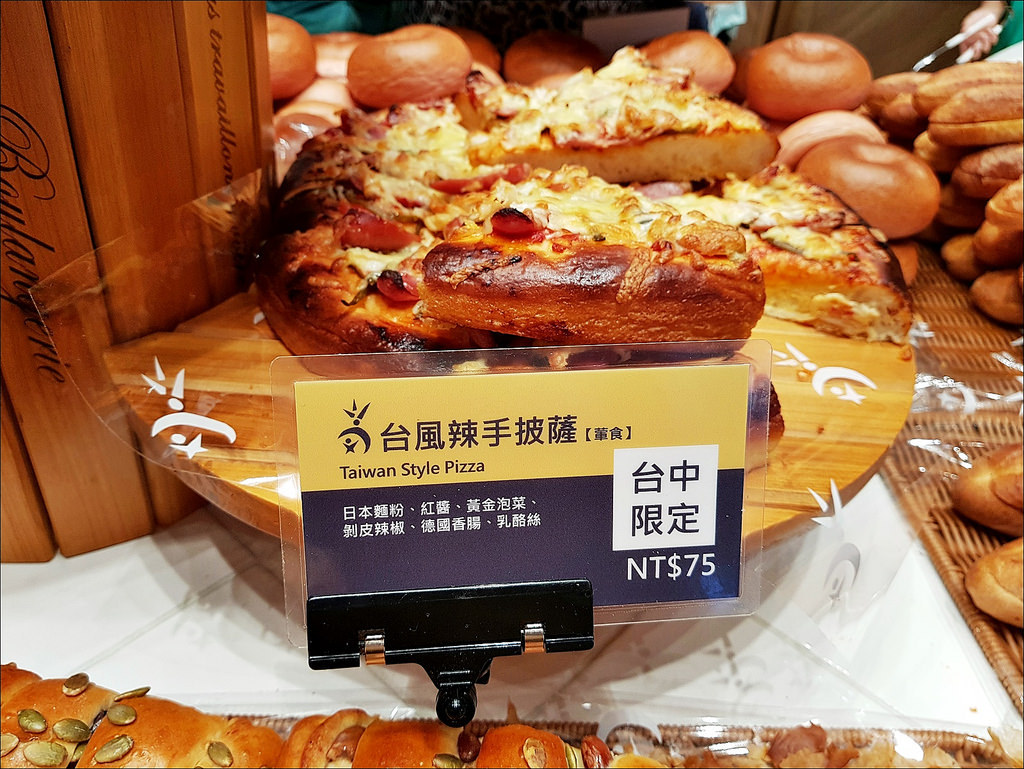 Boulangerie
s travaillon
台風辣手披薩【葷食】
Taiwan Style Pizza
日本麵粉、紅醬、黃金泡菜、
剝皮辣椒、德國香腸、乳酪絲
台中
限定
NT$75